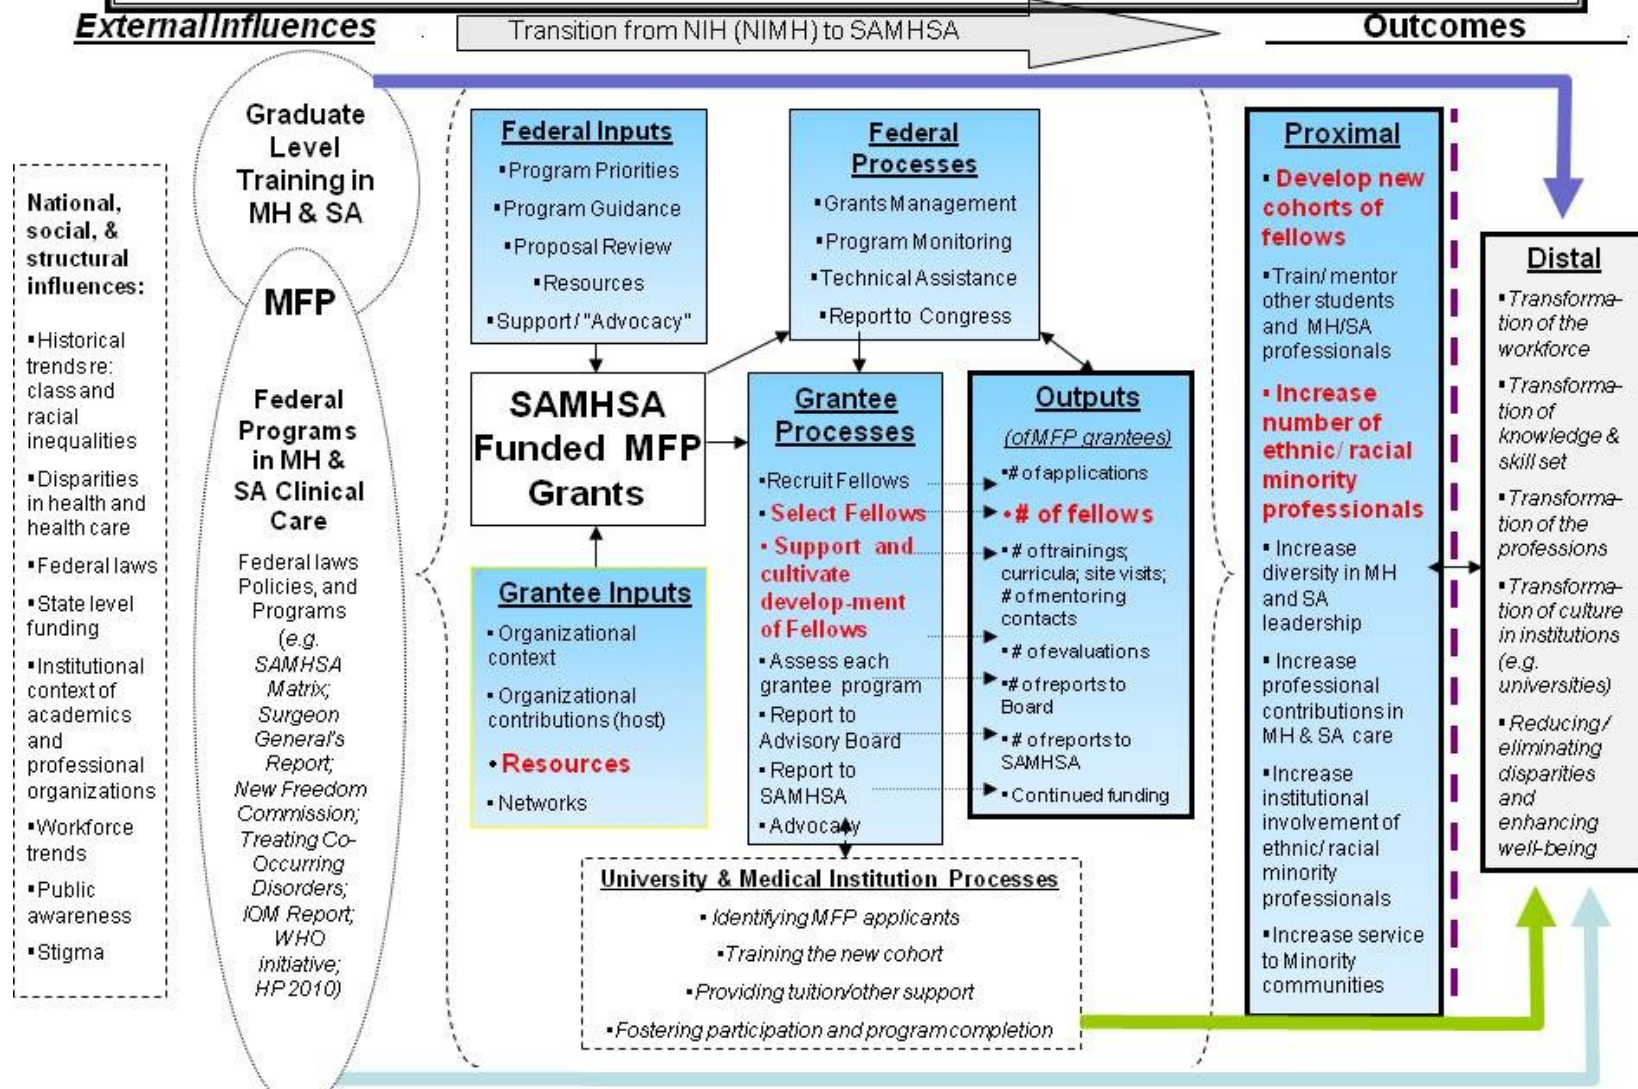 External Influences
Transition from NIH (NIMH) to SAMHSA
Outcomes
National,
social, &
structural
influences:
▪Historical
trends re:
class and
racial
inequalities
▪Disparities
in health and
health care
▪Federal laws
▪State level
funding
▪Institutional
context of
academics
and
professional
organizations
▪Workforce
trends
▪Public
awareness
▪Stigma
Graduate
Level
Training in
MH & SA
MFP
Federal
Programs
in MH &
SA Clinical
Care
Federal laws
Policies, and
Programs
(e.g.
SAMHSA
Matrix;
Surgeon
General's
Report;
New Freedom
Commission;
Treating Co-
Occurring
Disorders;
IOM Report;
WHO
initiative;
HP2010)
Federal Inputs
▪Program Priorities
▪Program Guidance
▪Proposal Review
▪Resources
▪Support / "Advocacy"
SAMHSA
Funded MFP
Grants
Grantee Inputs
▪ Organizational
context
▪ Organizational
contributions (host)
▪ Resources
▪ Networks
Federal
Processes
▪Grants Management
▪Program Monitoring
▪Technical Assistance
▪Report to Congress
Grantee
Processes
▪Recruit Fellows
▪ Select Fellows
▪ Support and
cultivate
develop-ment
of Fellows
▪ Assess each
grantee program
▪ Report to
Advisory Board
▪ Report to
SAMHSA
▪ Advocacy
Outputs
(of MFP grantees)
▪# of applications
▪# of fellows
▪ # of trainings;
curricula; site visits;
# of mentoring
contacts
▪ # of evaluations
▪# of reports to
Board
▪ # of reports to
SAMHSA
▪ Continued funding
University & Medical Institution Processes
▪ Identifying MFP applicants
▪Training the new cohort
▪Providing tuition/other support
▪Fostering participation and program completion
Proximal
▪ Develop new
cohorts of
fellows
▪Train/ mentor
other students
and MH/SA
professionals
▪ Increase
number of
ethnic/ racial
minority
professionals
▪ Increase
diversity in MH
and SA
leadership
▪ Increase
professional
contributions in
MH & SA care
▪Increase
institutional
involvement of
ethnic/ racial
minority
professionals
▪Increase service
to Minority
communities
Distal
▪Transforma-
tion of the
workforce
▪Transforma-
tion of
knowledge &
skill set
▪Transforma-
tion of the
professions
▪Transforma-
tion of culture
in institutions
(e.g.
universities)
▪Reducing/
eliminating
disparities
and
enhancing
well-being